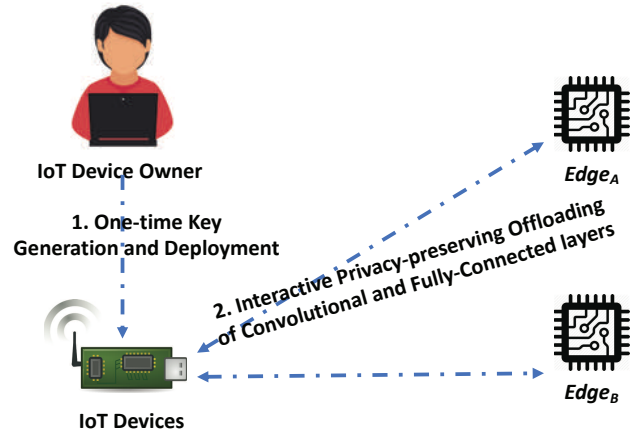 IoT Device Owner
1. One-time Key
Generation and Deployment
2. Interactive Privacy-preserving Offloading
of Convolutional and Fully-Connected layers
EdgeA
EdgeB
IoT Devices